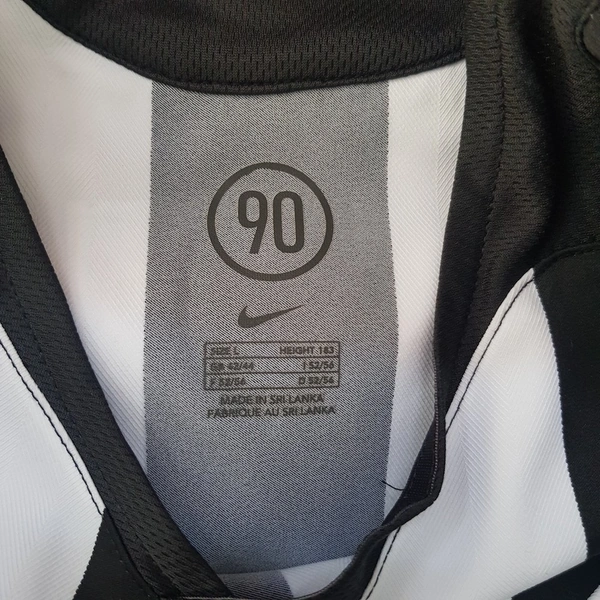 90
SIZE L HEIGHT 183
GB 42/44 I 52/56
F 52/56 D 52/56
MADE IN SRI LANKA
FABRIQUE AU SRI LANKA